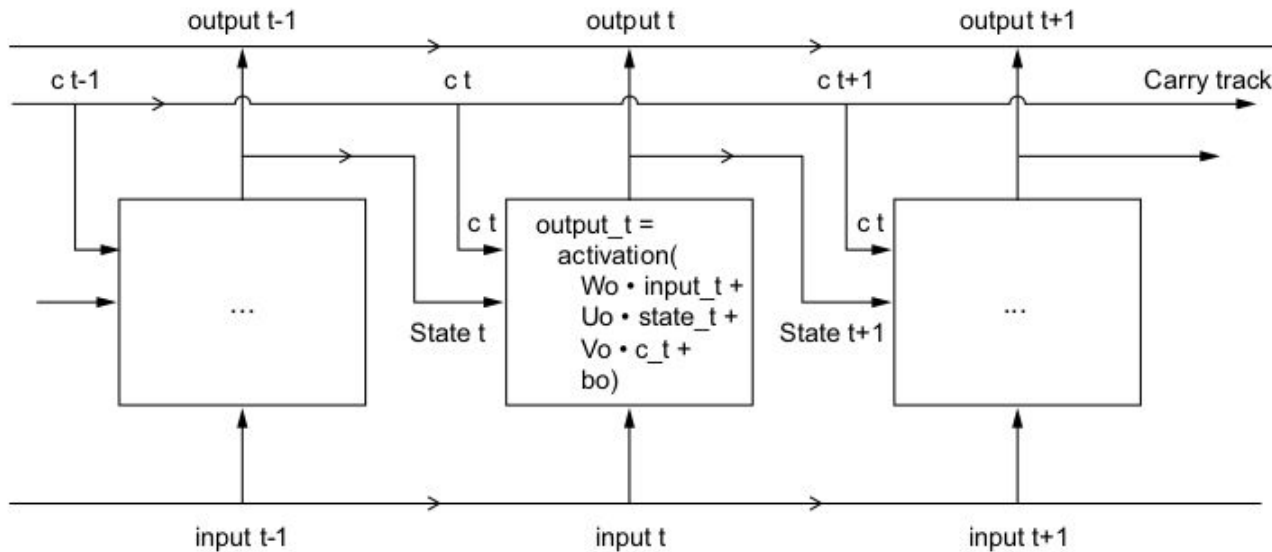 output t-1
output t
output t+1
c t-1
c t
c t+1
Carry track
c t
output_t =
activation(
Wo • input_t +
Uo • state_t +
Vo • c_t +
bo)
c t
...
...
State t
State t+1
input t-1
input t
input t+1